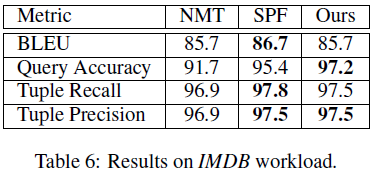 Metric NMT SPF Ours
BLEU 85.7 86.7 85.7
Query Accuracy 91.7 95.4 97.2
Tuple Recall 96.9 97.8 97.5
Tuple Precision 96.9 97.5 97.5
Table 6: Results on IMDB workload.